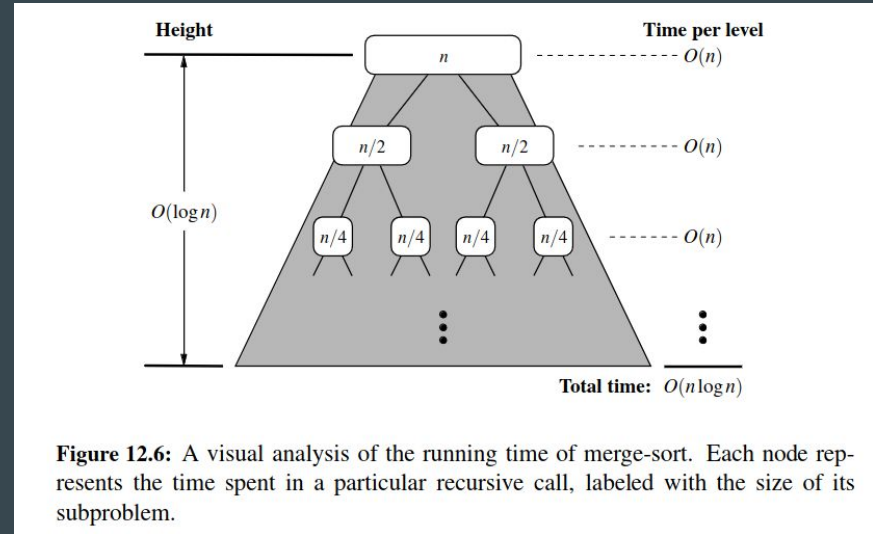 Height
Time per level
n
O(n)
n/2
n/2
O(n)
O(logn)
n/4
n/4
n/4
n/4
O(n)
Total time: O(nlogn)
Figure 12.6: A visual analysis of the running time of merge-sort. Each node rep-
resents the time spent in a particular recursive call, labeled with the size of its
subproblem.